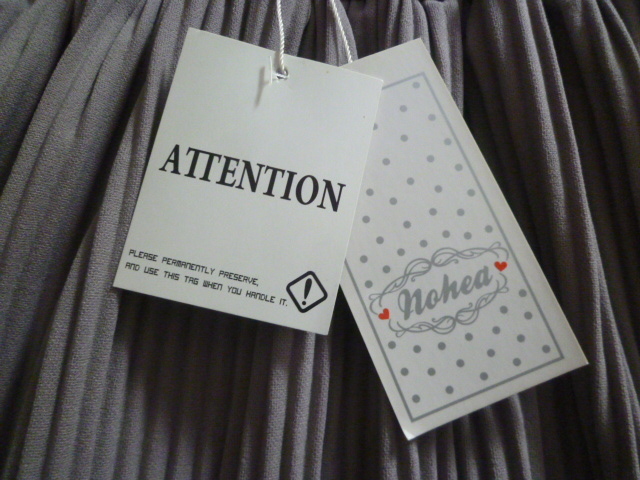 ATTENTION
PLEASE PERMANENTLY PRESERVE,
AND USE THIS TAG WHEN YOU HANDLE IT.
!
Nohea